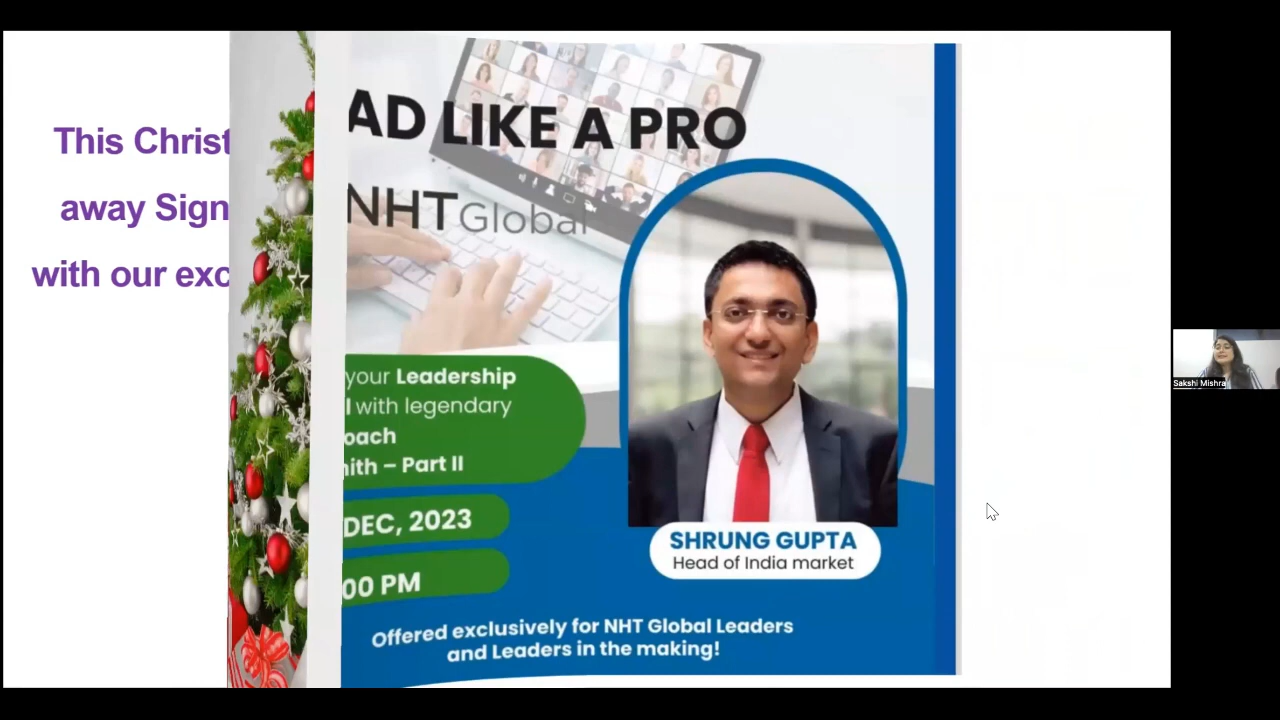 This Christ
away Sign
with our exc
AD LIKE A PRO
NHT Global
your Leadership
l with legendary
oach
nith – Part II
DEC, 2023
00 PM
SHRUNG GUPTA
Head of India market
Offered exclusively for NHT Global Leaders
and Leaders in the making!
Sakshi Mishra